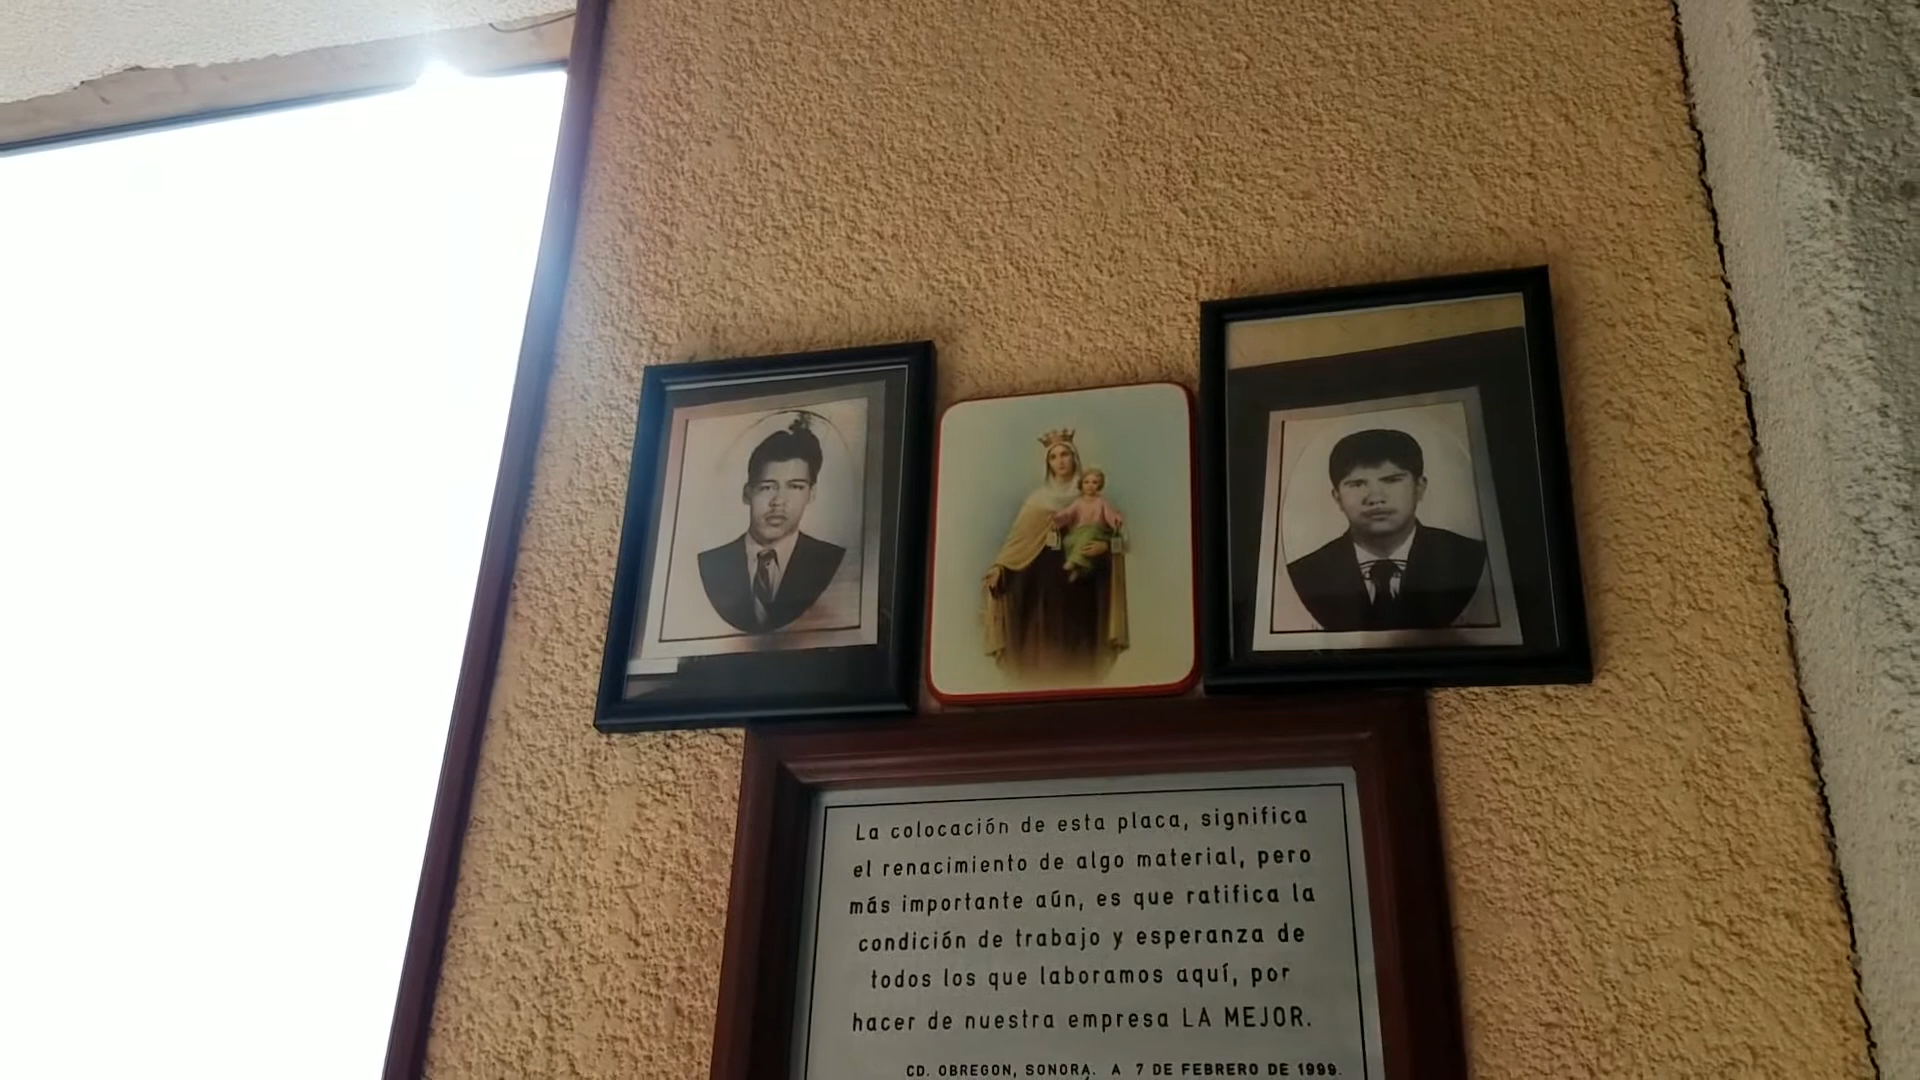 La colocación de esta placa, significa
el renacimiento de algo material, pero
más importante aún, es que ratifica la
condición de trabajo y esperanza de
todos los que laboramos aquí, por
hacer de nuestra empresa LA MEJOR.
CD. OBREGON, SONORA. A 7 DE FEBRERO DE 1999.